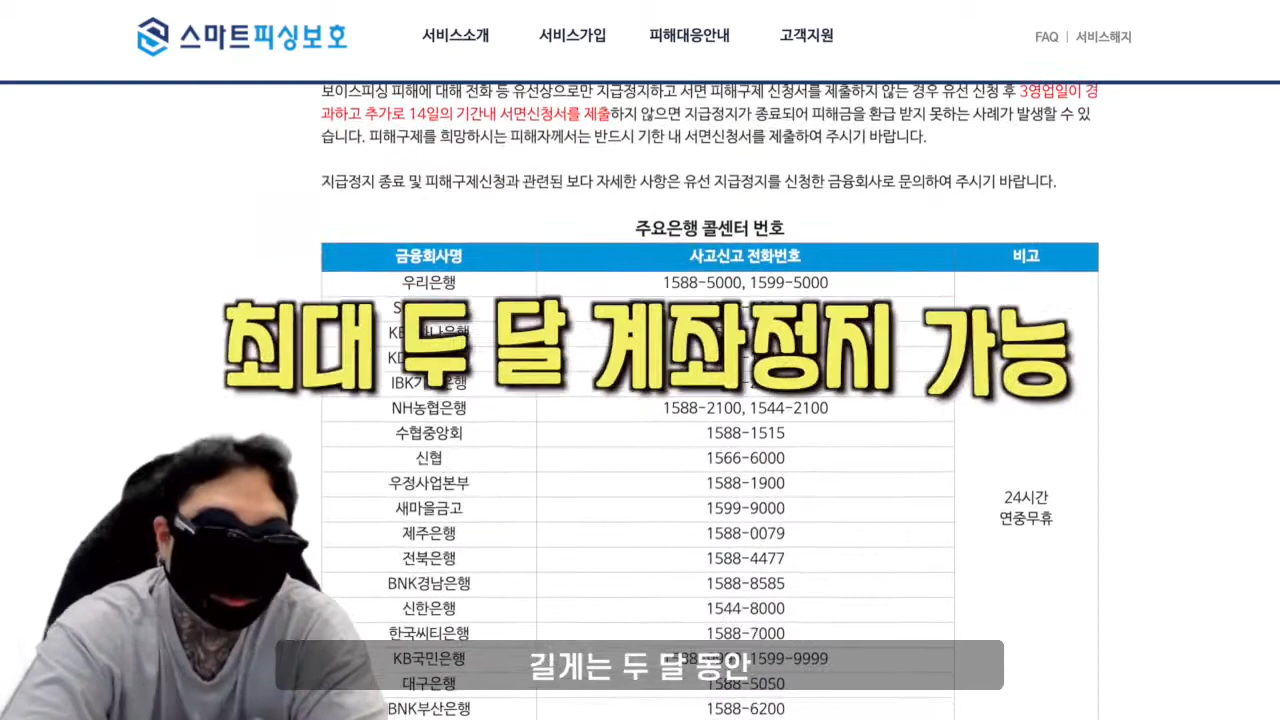 스마트피싱보호
서비스소개 서비스가입 피해대응안내 고객지원
FAQ | 서비스해지
보이스피싱 피해에 대해 전화 등 유선상으로만 지급정지하고 서면 피해구제 신청서를 제출하지 않는 경우 유선 신청 후 3영업일이 경
과하고 추가로 14일의 기간내 서면신청서를 제출하지 않으면 지급정지가 종료되어 피해금을 환급 받지 못하는 사례가 발생할 수 있
습니다. 피해구제를 희망하시는 피해자께서는 반드시 기한 내 서면신청서를 제출하여 주시기 바랍니다.
지급정지 종료 및 피해구제신청과 관련된 보다 자세한 사항은 유선 지급정지를 신청한 금융회사로 문의하여 주시기 바랍니다.
주요은행 콜센터 번호
금융회사명 사고신고 전화번호 비고
우리은행 1588-5000, 1599-5000
최대 두 달 계좌정지 가능
NH농협은행 1588-2100, 1544-2100
수협중앙회 1588-1515
신협 1566-6000
우정사업본부 1588-1900
새마을금고 1599-9000
24시간
연중무휴
제주은행 1588-0079
전북은행 1588-4477
BNK경남은행 1588-8585
신한은행 1544-8000
한국씨티은행 1588-7000
KB국민은행 1599-9999
길게는 두 달 동안
대구은행 1588-5050
BNK부산은행 1588-6200